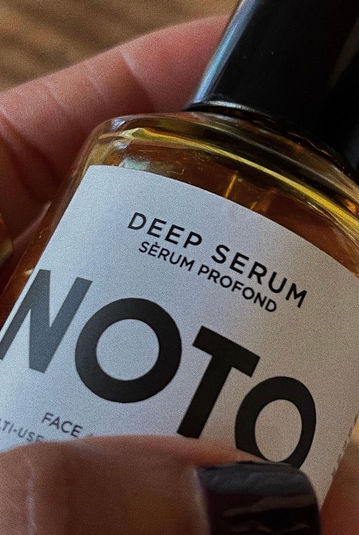 DEEP SERUM
SÈRUM PROFOND
NOTO
FACE